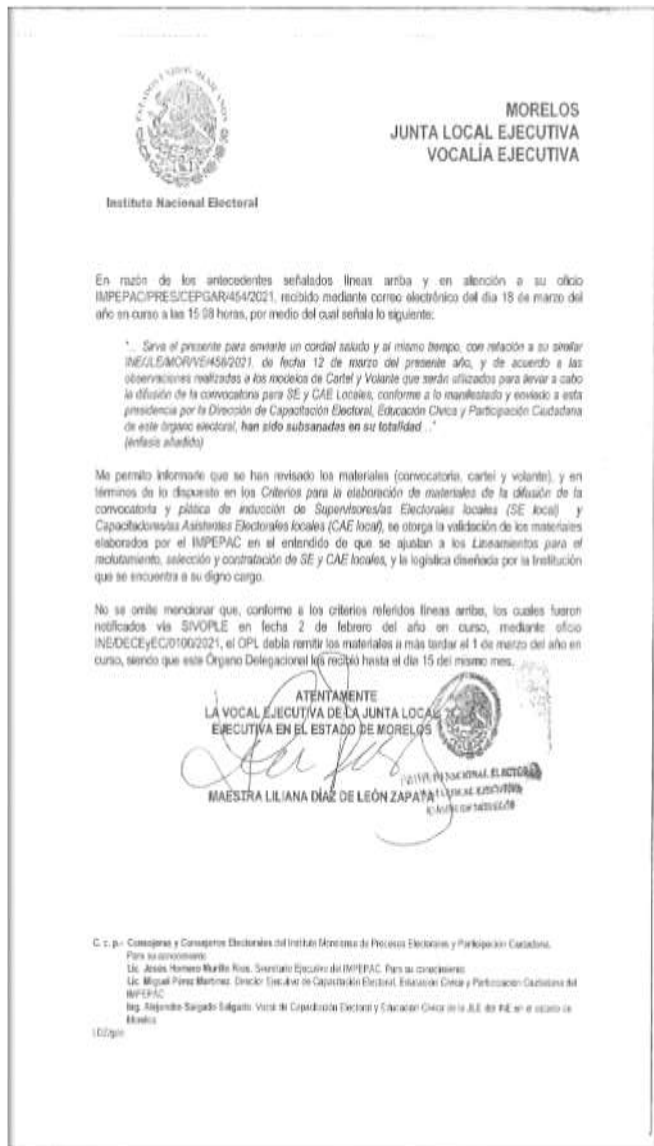 ESTADOS UNIDOS MEXICANOS
Instituto Nacional Electoral
MORELOS
JUNTA LOCAL EJECUTIVA
VOCALÍA EJECUTIVA
En razón de los antecedentes señalados líneas arriba y en atención a su oficio
IMPEPAC/PRES/CEPGAR/454/2021, recibido mediante correo electrónico del día 18 de marzo del
año en curso a las 15:08 horas, por medio del cual señala lo siguiente:
"... Sirva el presente para enviarle un cordial saludo y al mismo tiempo, con relación a su similar
INE/JLE/MOR/VE/458/2021, de fecha 12 de marzo del presente año, y de acuerdo a las
observaciones realizadas a los modelos de Cartel y Volante que serán utilizados para llevar a cabo
la difusión de la convocatoria para SE y CAE Locales, conforme a lo manifestado y enviado a esta
presidencia por la Dirección de Capacitación Electoral, Educación Cívica y Participación Ciudadana
de este órgano electoral, han sido subsanadas en su totalidad..."
(énfasis añadido)
Me permito informarle que se han revisado los materiales (convocatoria, cartel y volante), y en
términos de lo dispuesto en los Criterios para la elaboración de materiales de la difusión de la
convocatoria y plática de inducción de Supervisores/as Electorales locales (SE local) y
Capacitadores/as Asistentes Electorales locales (CAE local), se otorga la validación de los materiales
elaborados por el IMPEPAC en el entendido de que se ajustan a los Lineamientos para el
reclutamiento, selección y contratación de SE y CAE locales, y la logística diseñada por la Institución
que se encuentra a su digno cargo.
No se omite mencionar que, conforme a los criterios referidos líneas arriba, los cuales fueron
notificados vía SIVOPLE en fecha 2 de febrero del año en curso, mediante oficio
INE/DECEyEC/0100/2021, el OPL debía remitir los materiales a más tardar el 1 de marzo del año en
curso, siendo que este Órgano Delegacional los recibió hasta el día 15 del mismo mes.
ATENTAMENTE
LA VOCAL EJECUTIVA DE LA JUNTA LOCAL
EJECUTIVA EN EL ESTADO DE MORELOS
MAESTRA LILIANA DÍAZ DE LEÓN ZAPATA
INSTITUTO NACIONAL ELECTORAL
JUNTA LOCAL EJECUTIVA
C. c. p.- Consejeras y Consejeros Electorales del Instituto Morelense de Procesos Electorales y Participación Ciudadana.
Para su conocimiento
Lic. Jesús Homero Murillo Ríos. Secretario Ejecutivo del IMPEPAC. Para su conocimiento
Lic. Miguel Pérez Martínez. Director Ejecutivo de Capacitación Electoral, Educación Cívica y Participación Ciudadana del
IMPEPAC
Ing. Alejandro Salgado Salgado. Vocal de Capacitación Electoral y Educación Cívica de la JLE del INE en el estado de
Morelos